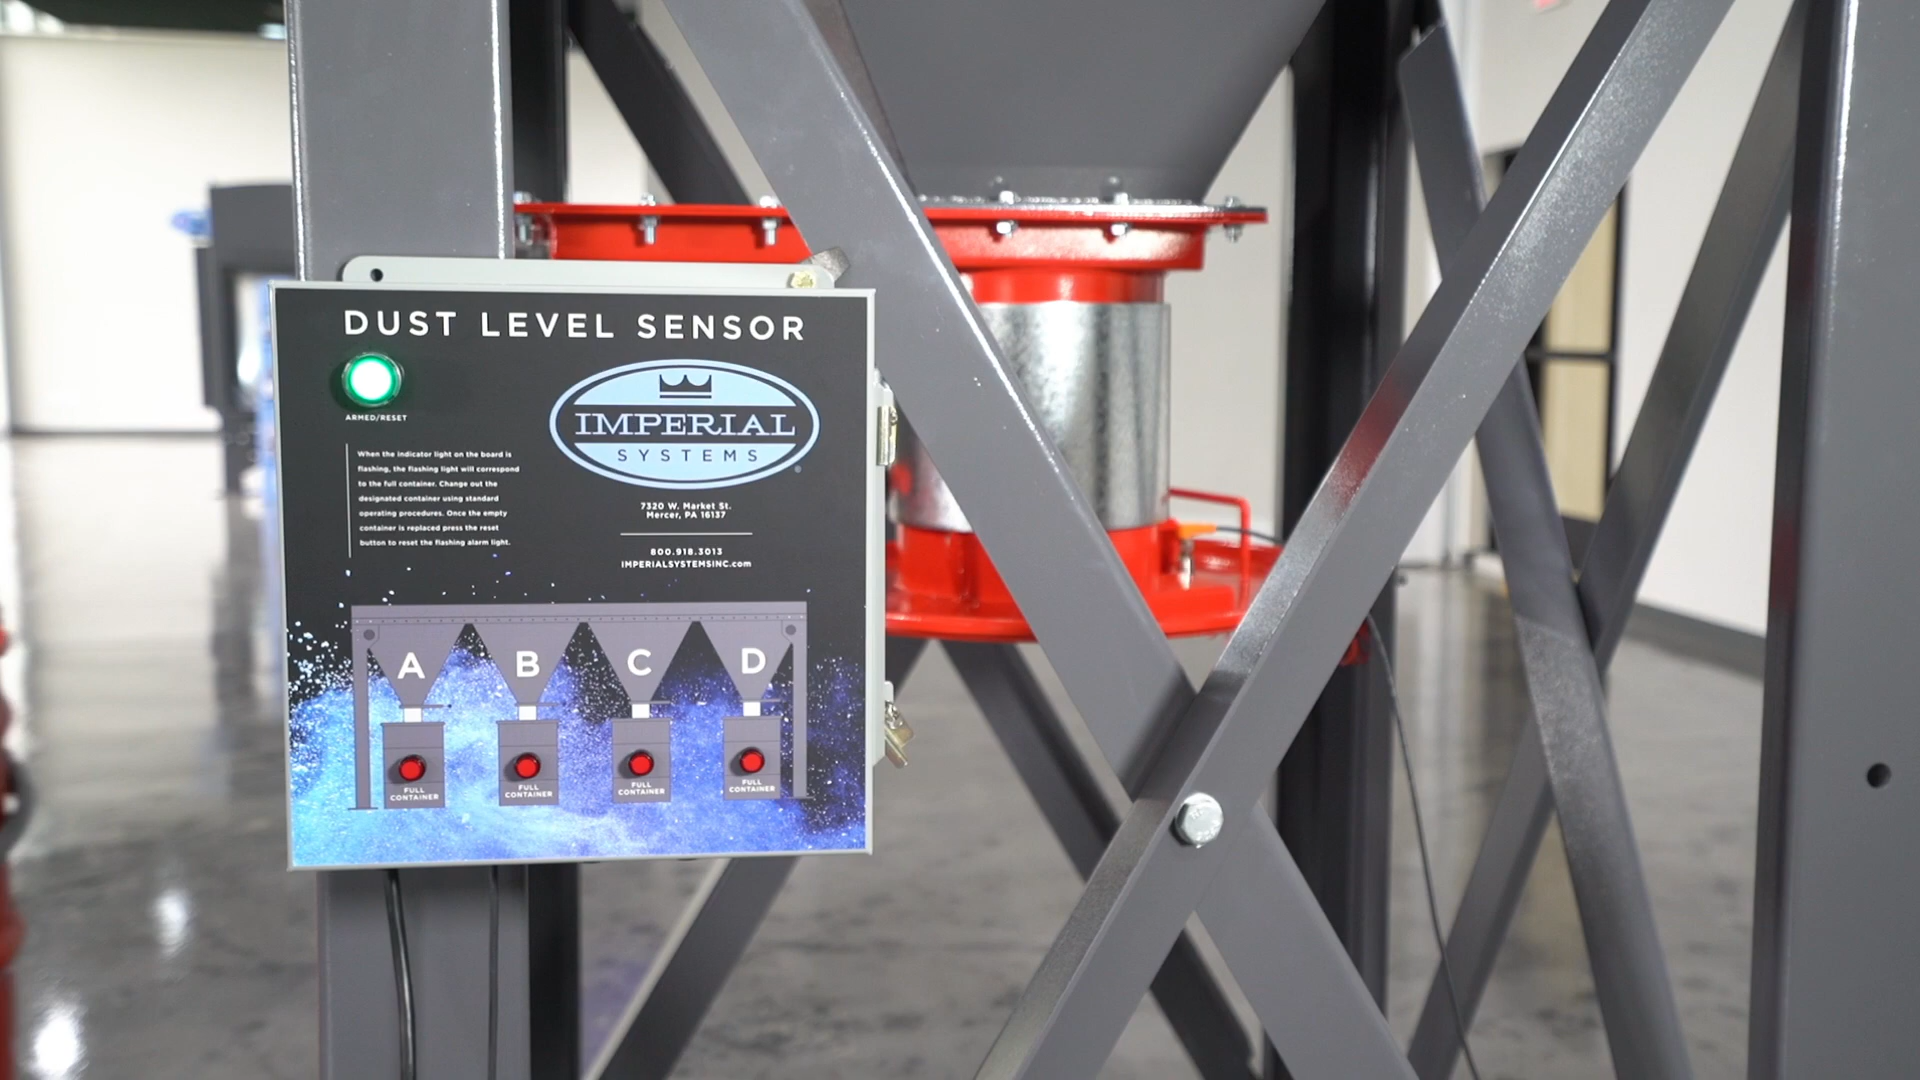 DUST LEVEL SENSOR
ARMED/RESET
IMPERIAL
SYSTEMS
®
When the indicator light on the board is
flashing, the flashing light will correspond
to the full container. Change out the
designated container using standard
operating procedures. Once the empty
container is replaced press the reset
button to reset the flashing alarm light.
7320 W. Market St.
Mercer, PA 16137
800.918.3013
IMPERIALSYSTEMSINC.com
A B C D
FULL
CONTAINER
FULL
CONTAINER
FULL
CONTAINER
FULL
CONTAINER